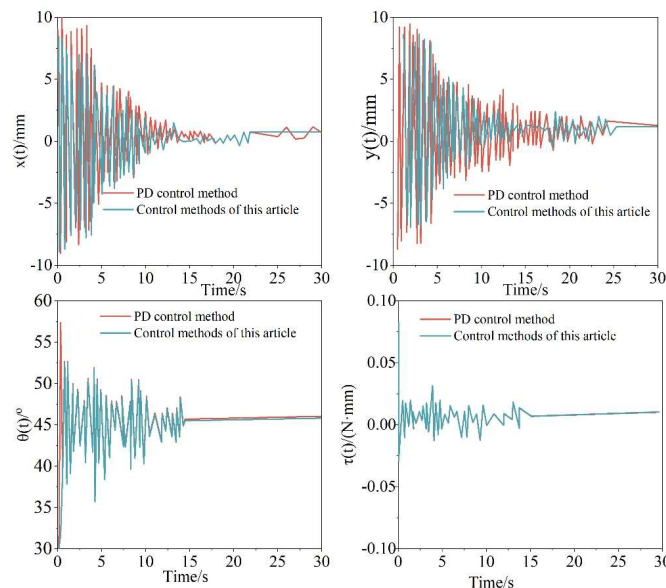 10
5
0
-5
-10
x(t)/mm
PD control method
Control methods of this article
0 5 10 15 20 25 30
Time/s
10
5
0
-5
-10
y(t)/mm
PD control method
Control methods of this article
0 5 10 15 20 25 30
Time/s
60
55
50
45
40
35
30
θ(t)/º
PD control method
Control methods of this article
0 5 10 15 20 25 30
Time/s
0.10
0.05
0.00
-0.05
-0.10
τ(t)/(N·mm)
PD control method
Control methods of this article
0 5 10 15 20 25 30
Time/s